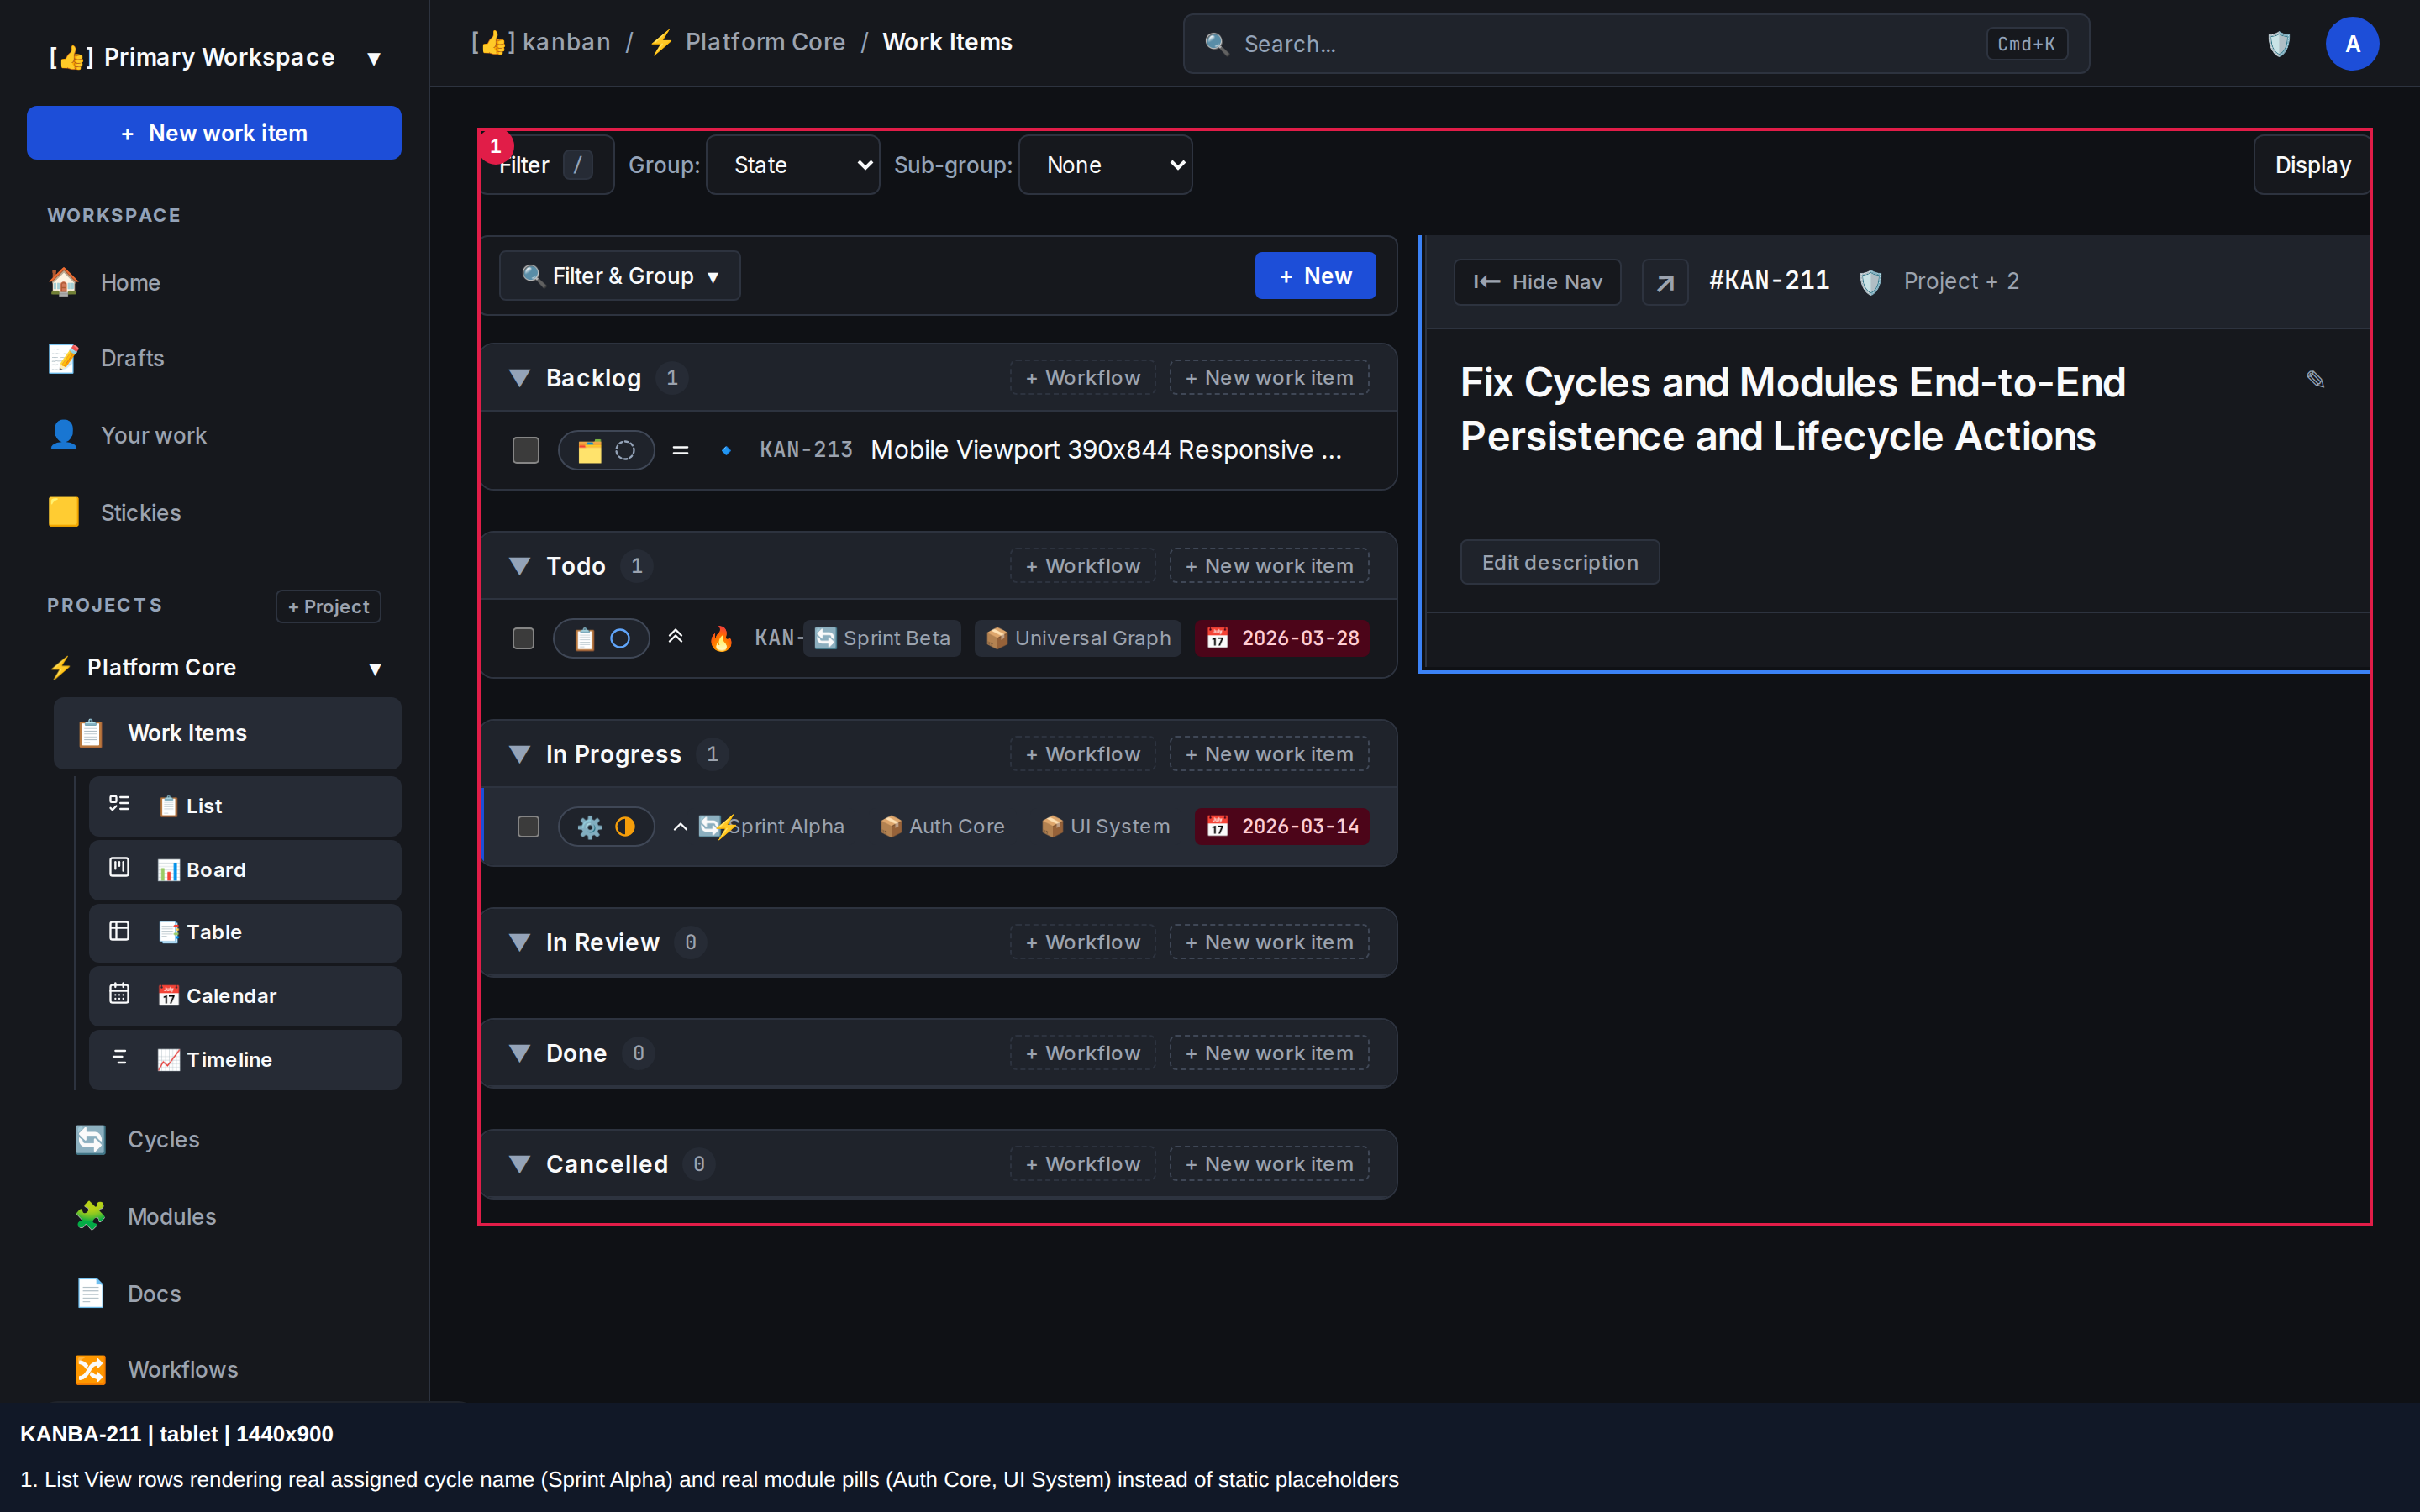 [👍] Primary Workspace ▼
+ New work item
WORKSPACE
🏠 Home
📝 Drafts
👤 Your work
🟨 Stickies
PROJECTS + Project
⚡ Platform Core ▼
📋 Work Items
📋 List
📊 Board
📑 Table
📅 Calendar
📈 Timeline
🔄 Cycles
🧩 Modules
📄 Docs
🔀 Workflows
[👍] kanban / ⚡ Platform Core / Work Items
🔍 Search... Cmd+K
🛡️ A
1
Filter / Group: State Sub-group: None Display
🔍 Filter & Group ▼ + New
▼ Backlog 1 + Workflow + New work item
KAN-213 Mobile Viewport 390x844 Responsive ...
▼ Todo 1 + Workflow + New work item
KAN- 🔄 Sprint Beta 📦 Universal Graph 📅 2026-03-28
▼ In Progress 1 + Workflow + New work item
🔄 Sprint Alpha 📦 Auth Core 📦 UI System 📅 2026-03-14
▼ In Review 0 + Workflow + New work item
▼ Done 0 + Workflow + New work item
▼ Cancelled 0 + Workflow + New work item
Hide Nav #KAN-211 🛡️ Project + 2
Fix Cycles and Modules End-to-End
Persistence and Lifecycle Actions
Edit description
KANBA-211 | tablet | 1440x900
1. List View rows rendering real assigned cycle name (Sprint Alpha) and real module pills (Auth Core, UI System) instead of static placeholders